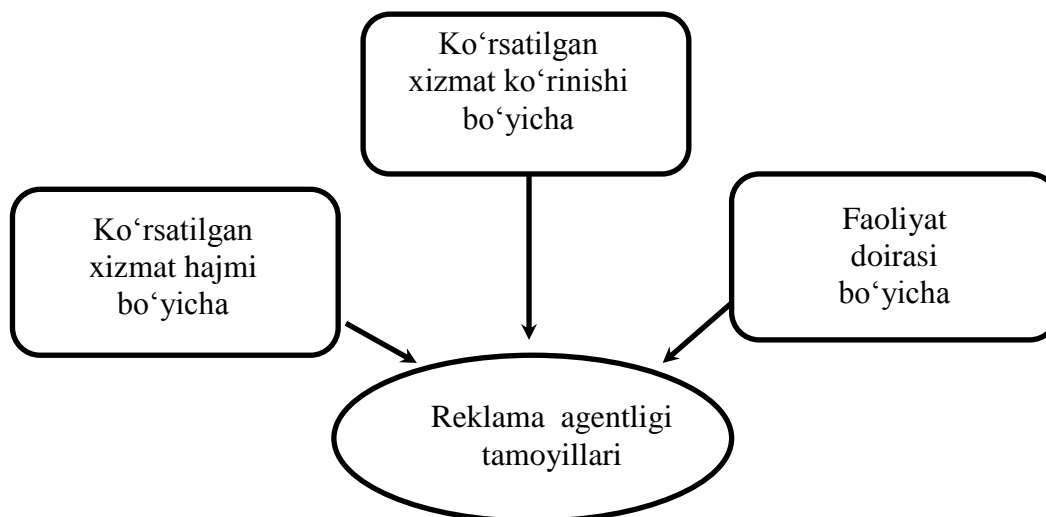 Ko‘rsatilgan
xizmat ko‘rinishi
bo‘yicha
Ko‘rsatilgan
xizmat hajmi
bo‘yicha
Faoliyat
doirasi
bo‘yicha
Reklama agentligi
tamoyillari